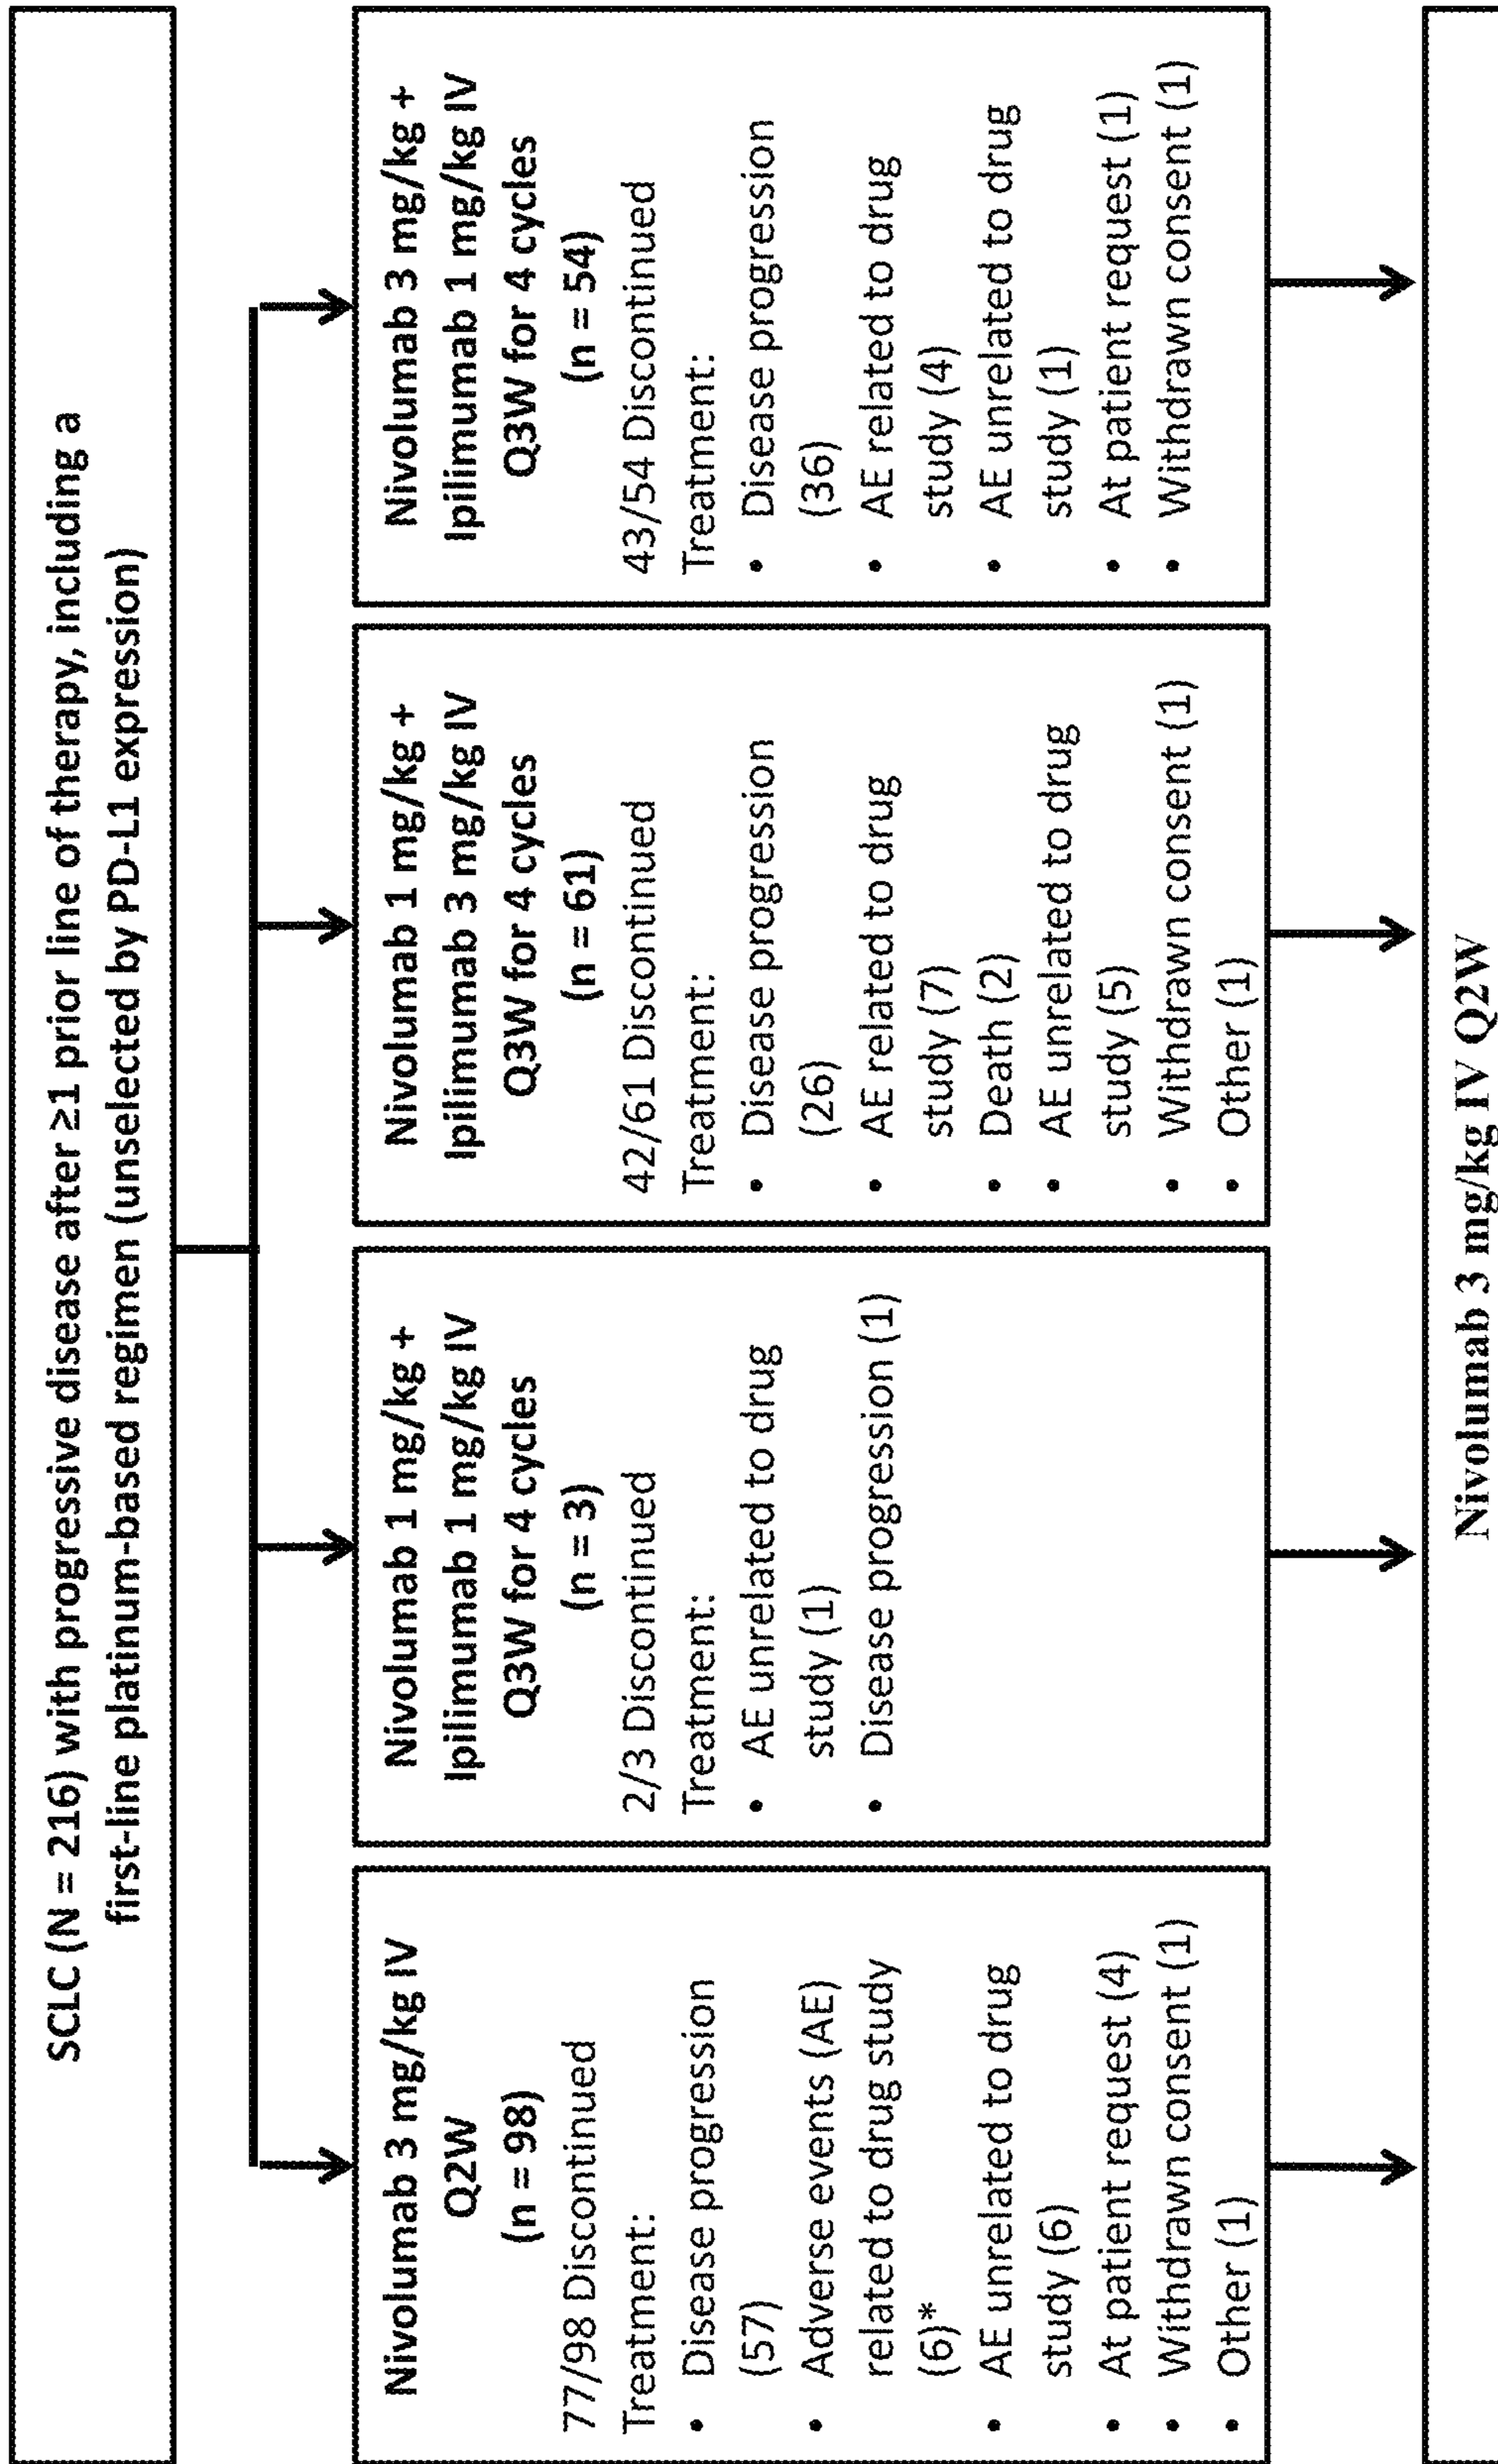 SCLC (N = 216) with progressive disease after ≥1 prior line of therapy, including a
first-line platinum-based regimen (unselected by PD-L1 expression)
Nivolumab 3 mg/kg IV
Q2W
(n = 98)
77/98 Discontinued
Treatment:
• Disease progression
(57)
• Adverse events (AE)
related to drug study
(6)*
• AE unrelated to drug
study (6)
• At patient request (4)
• Withdrawn consent (1)
• Other (1)
Nivolumab 1 mg/kg +
Ipilimumab 1 mg/kg IV
Q3W for 4 cycles
(n = 3)
2/3 Discontinued
Treatment:
• AE unrelated to drug
study (1)
• Disease progression (1)
Nivolumab 1 mg/kg +
Ipilimumab 3 mg/kg IV
Q3W for 4 cycles
(n = 61)
42/61 Discontinued
Treatment:
• Disease progression
(26)
• AE related to drug
study (7)
• Death (2)
• AE unrelated to drug
study (5)
• Withdrawn consent (1)
• Other (1)
Nivolumab 3 mg/kg +
Ipilimumab 1 mg/kg IV
Q3W for 4 cycles
(n = 54)
43/54 Discontinued
Treatment:
• Disease progression
(36)
• AE related to drug
study (4)
• AE unrelated to drug
study (1)
• At patient request (1)
• Withdrawn consent (1)
Nivolumab 3 mg/kg IV Q2W